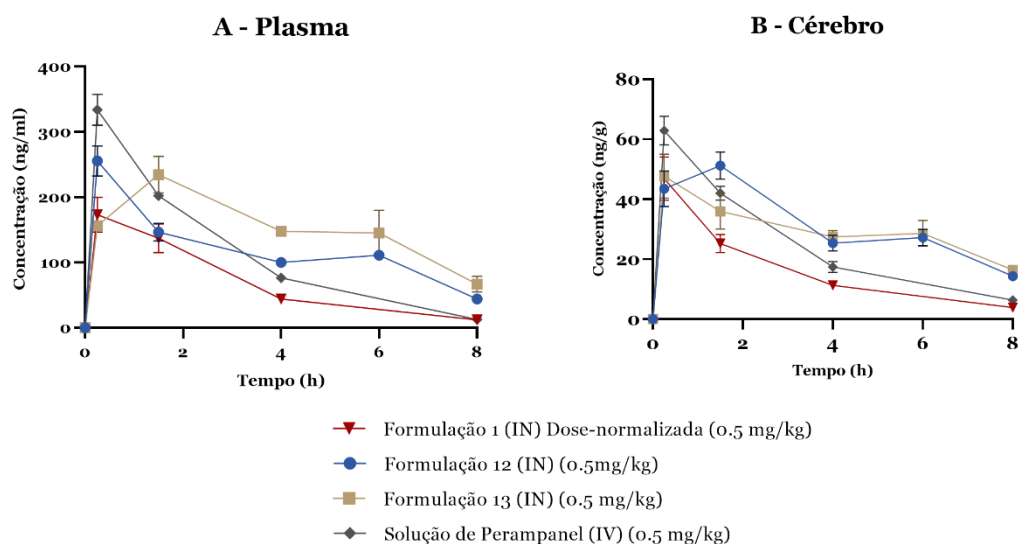 A - Plasma
Concentração (ng/ml)
400
300
200
100
0
0 2 4 6 8
Tempo (h)
B - Cérebro
Concentração (ng/g)
80
60
40
20
0
0 2 4 6 8
Tempo (h)
Formulação 1 (IN) Dose-normalizada (0.5 mg/kg)
Formulação 12 (IN) (0.5mg/kg)
Formulação 13 (IN) (0.5 mg/kg)
Solução de Perampanel (IV) (0.5 mg/kg)